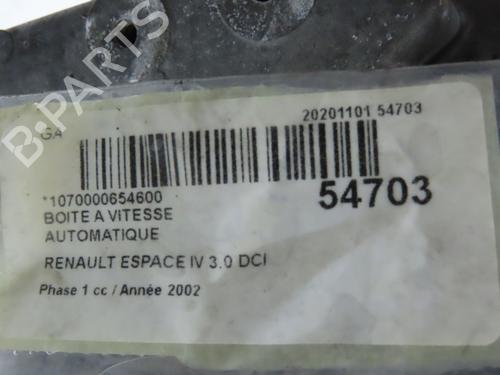 20201101 54703
GA
*1070000654600
54703
BOITE A VITESSE
AUTOMATIQUE
RENAULT ESPACE IV 3.0 DCI
Phase 1 cc / Année 2002